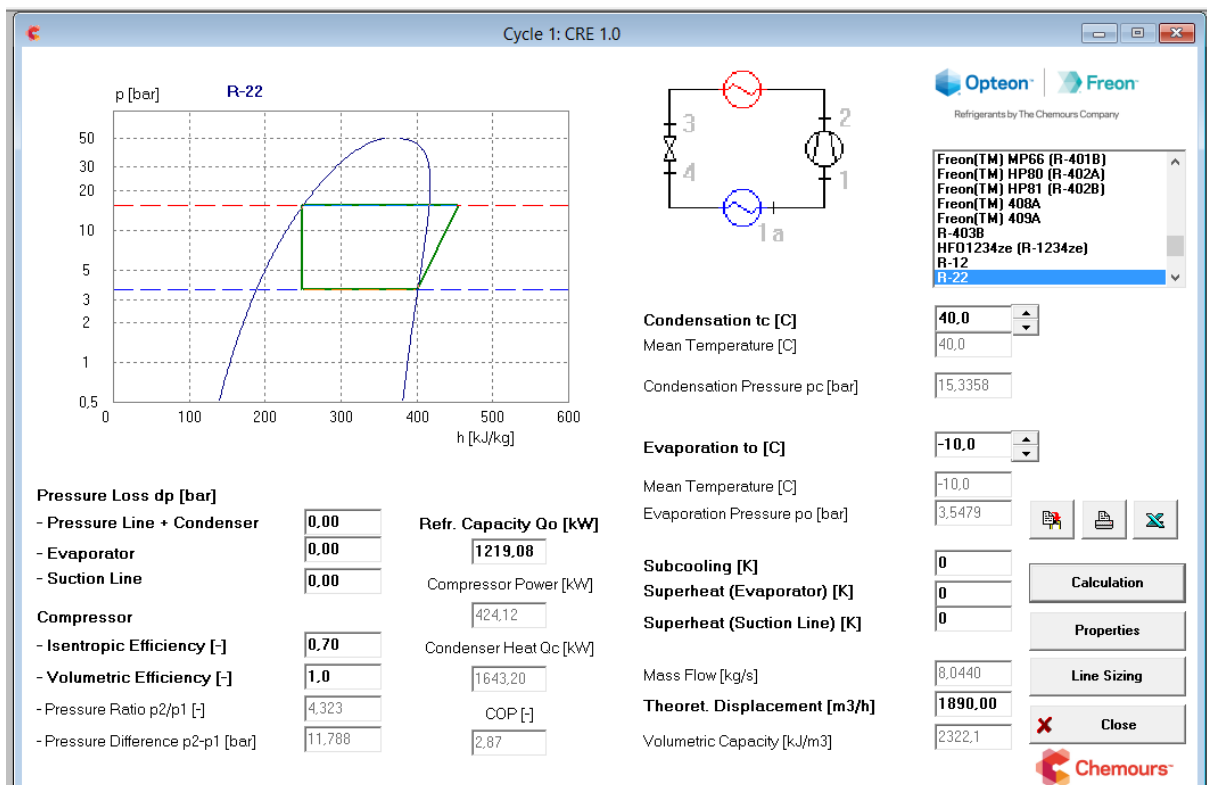 Cycle 1: CRE 1.0
p [bar]
R-22
50
30
20
10
5
3
2
1
0,5
0
100
200
300
400
500
600
h [kJ/kg]
3
2
4
1
1a
Opteon™
Freon™
Refrigerants by The Chemours Company
Freon(TM) MP66 (R-401B)
Freon(TM) HP80 (R-402A)
Freon(TM) HP81 (R-402B)
Freon(TM) 408A
Freon(TM) 409A
R-403B
HFO1234ze (R-1234ze)
R-12
R-22
Condensation tc [C]
40,0
Mean Temperature [C]
40,0
Condensation Pressure pc [bar]
15,3358
Evaporation to [C]
-10,0
Mean Temperature [C]
-10,0
Evaporation Pressure po [bar]
3,5479
Subcooling [K]
0
Superheat (Evaporator) [K]
0
Superheat (Suction Line) [K]
0
Mass Flow [kg/s]
8,0440
Theoret. Displacement [m3/h]
1890,00
Volumetric Capacity [kJ/m3]
2322,1
Pressure Loss dp [bar]
- Pressure Line + Condenser
0,00
- Evaporator
0,00
- Suction Line
0,00
Compressor
- Isentropic Efficiency [-]
0,70
- Volumetric Efficiency [-]
1,0
- Pressure Ratio p2/p1 [-]
4,323
- Pressure Difference p2-p1 [bar]
11,788
Refr. Capacity Qo [kW]
1219,08
Compressor Power [kW]
424,12
Condenser Heat Qc [kW]
1643,20
COP [-]
2,87
Calculation
Properties
Line Sizing
Close
Chemours™